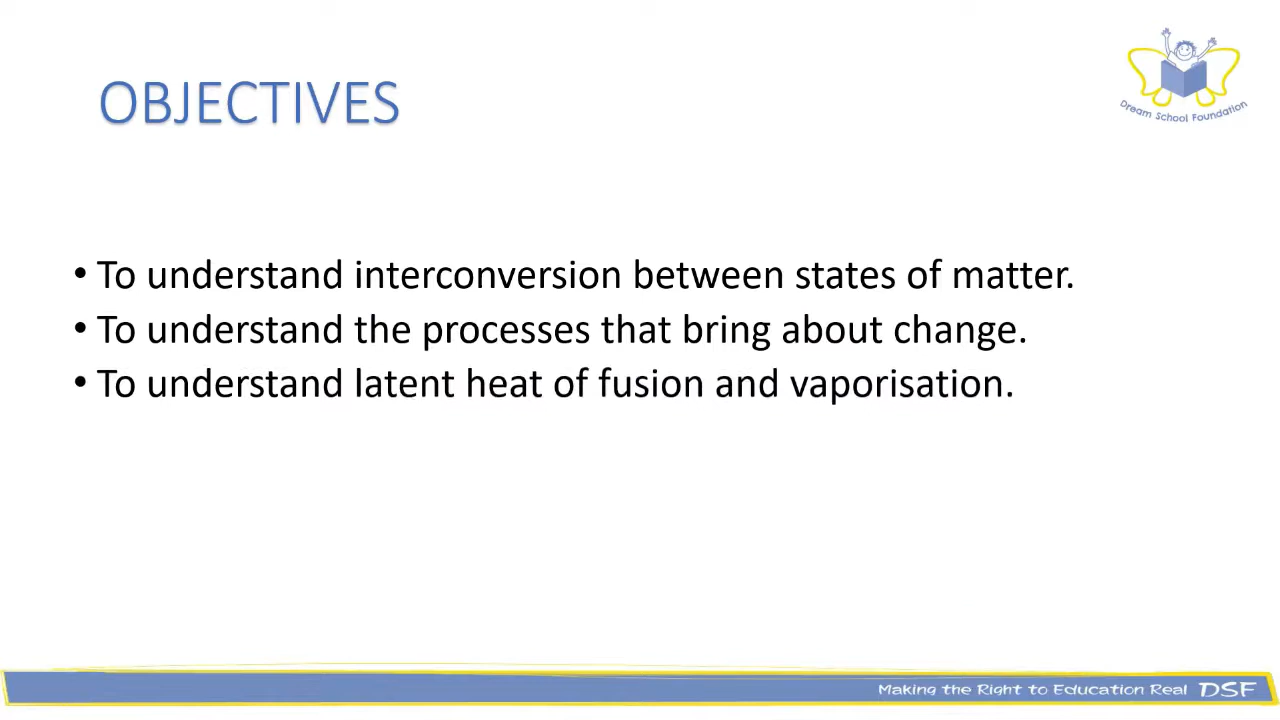 OBJECTIVES
Dream School Foundation
• To understand interconversion between states of matter.
• To understand the processes that bring about change.
• To understand latent heat of fusion and vaporisation.
Making the Right to Education Real DSF